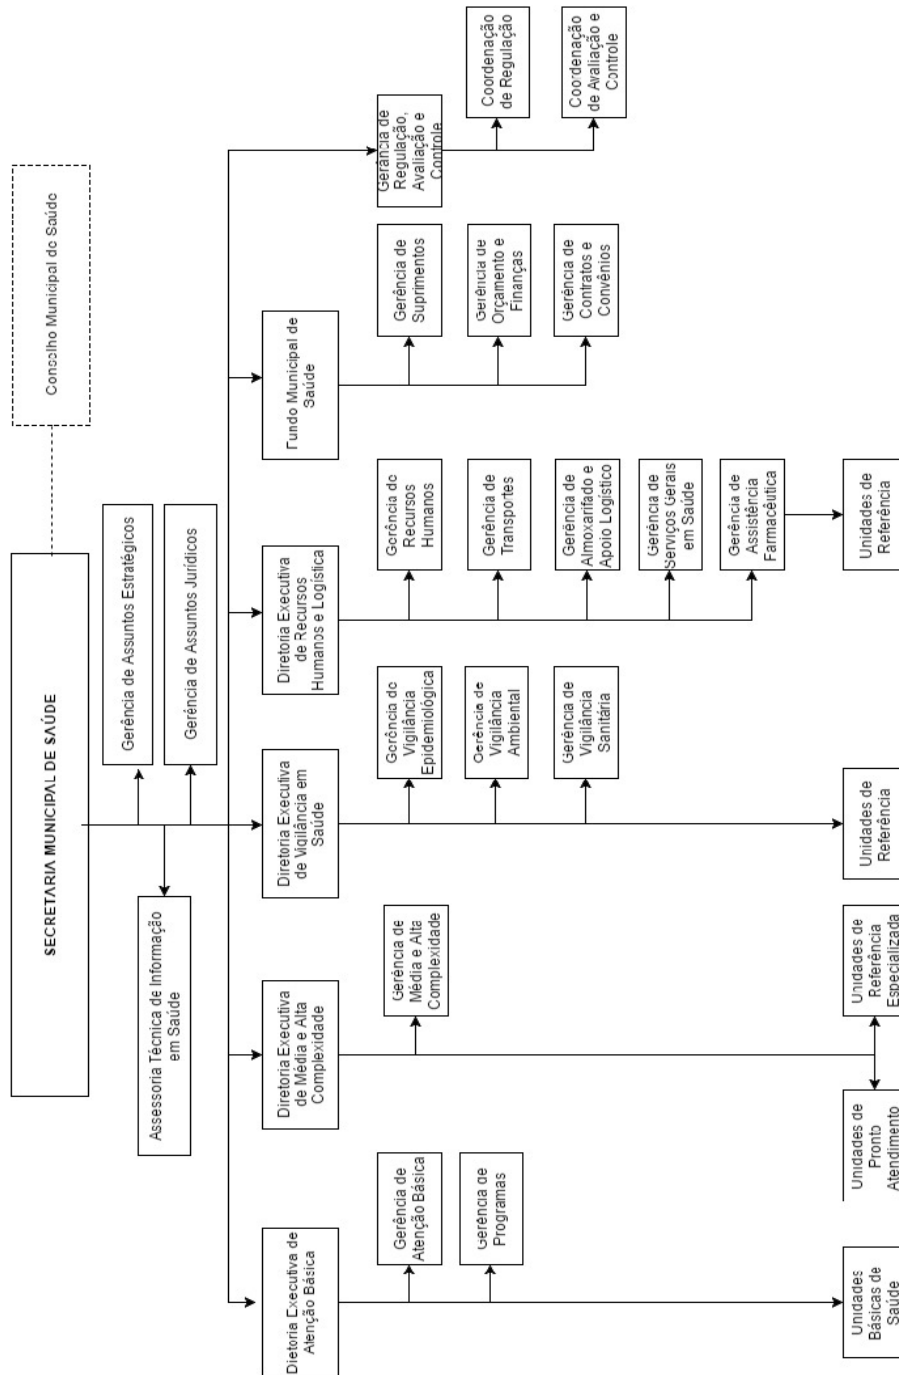 Conselho Municipal de Saúde
SECRETARIA MUNICIPAL DE SAÚDE
Gerência de Assuntos Estratégicos
Assessoria Técnica de Informação
em Saúde
Gerência de Assuntos Jurídicos
Dietoria Executiva de
Atenção Básica
Diretoria Executiva
de Média e Alta
Complexidade
Diretoria Executiva
de Vigilância em
Saúde
Diretoria Executiva
de Recursos
Humanos e Logística
Fundo Municipal de
Saúde
Gerência de
Regulação,
Avaliação e
Controle
Gerência de
Atenção Básica
Gerência de
Média e Alta
Complexidade
Gerência de
Vigilância
Epidemiológica
Gerência de
Recursos
Humanos
Gerência de
Suprimentos
Coordenação
de Regulação
Gerência de
Programas
Gerência de
Vigilância
Ambiental
Gerência de
Transportes
Gerência de
Orçamento e
Finanças
Coordenação
de Avaliação e
Controle
Gerência de
Vigilância
Sanitária
Gerência de
Almoxarifado e
Apoio Logístico
Gerência de
Contratos e
Convênios
Gerência de
Serviços Gerais
em Saúde
Gerência de
Assistência
Farmacêutica
Unidades
Básicas de
Saúde
Unidades de
Pronto
Atendimento
Unidades de
Referência
Especializada
Unidades de
Referência
Unidades de
Referência